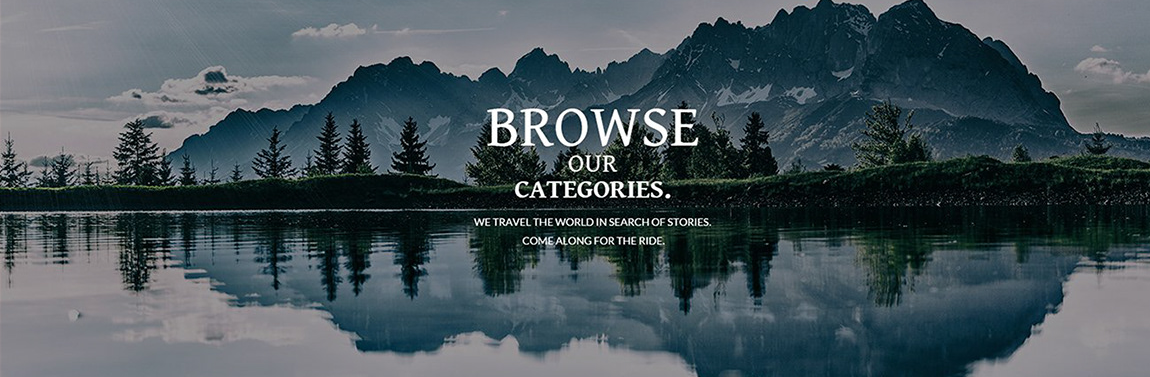 BROWSE
OUR
CATEGORIES.
WE TRAVEL THE WORLD IN SEARCH OF STORIES.
COME ALONG FOR THE RIDE.